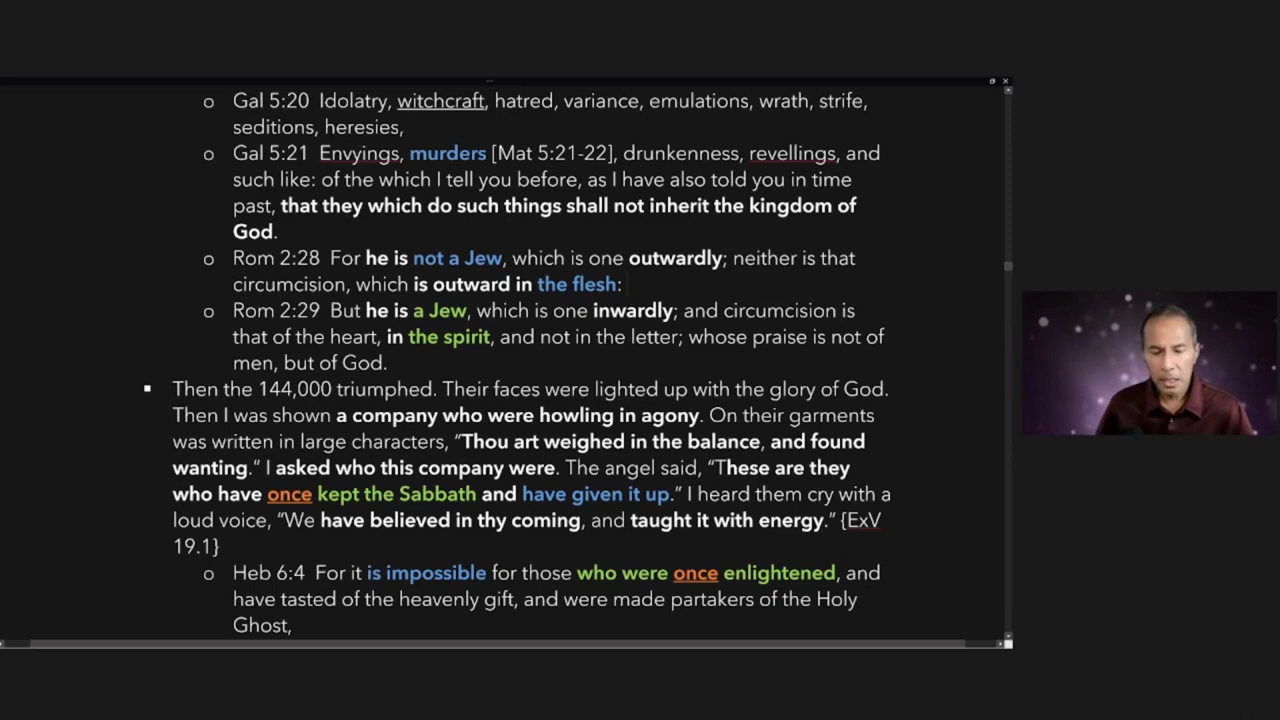 o Gal 5:20 Idolatry, witchcraft, hatred, variance, emulations, wrath, strife,
seditions, heresies,
o Gal 5:21 Envyings, murders [Mat 5:21-22], drunkenness, revellings, and
such like: of the which I tell you before, as I have also told you in time
past, that they which do such things shall not inherit the kingdom of
God.
o Rom 2:28 For he is not a Jew, which is one outwardly; neither is that
circumcision, which is outward in the flesh:
o Rom 2:29 But he is a Jew, which is one inwardly; and circumcision is
that of the heart, in the spirit, and not in the letter; whose praise is not of
men, but of God.
▪ Then the 144,000 triumphed. Their faces were lighted up with the glory of God.
Then I was shown a company who were howling in agony. On their garments
was written in large characters, “Thou art weighed in the balance, and found
wanting.” I asked who this company were. The angel said, “These are they
who have once kept the Sabbath and have given it up.” I heard them cry with a
loud voice, “We have believed in thy coming, and taught it with energy.” {ExV
19.1}
o Heb 6:4 For it is impossible for those who were once enlightened, and
have tasted of the heavenly gift, and were made partakers of the Holy
Ghost,